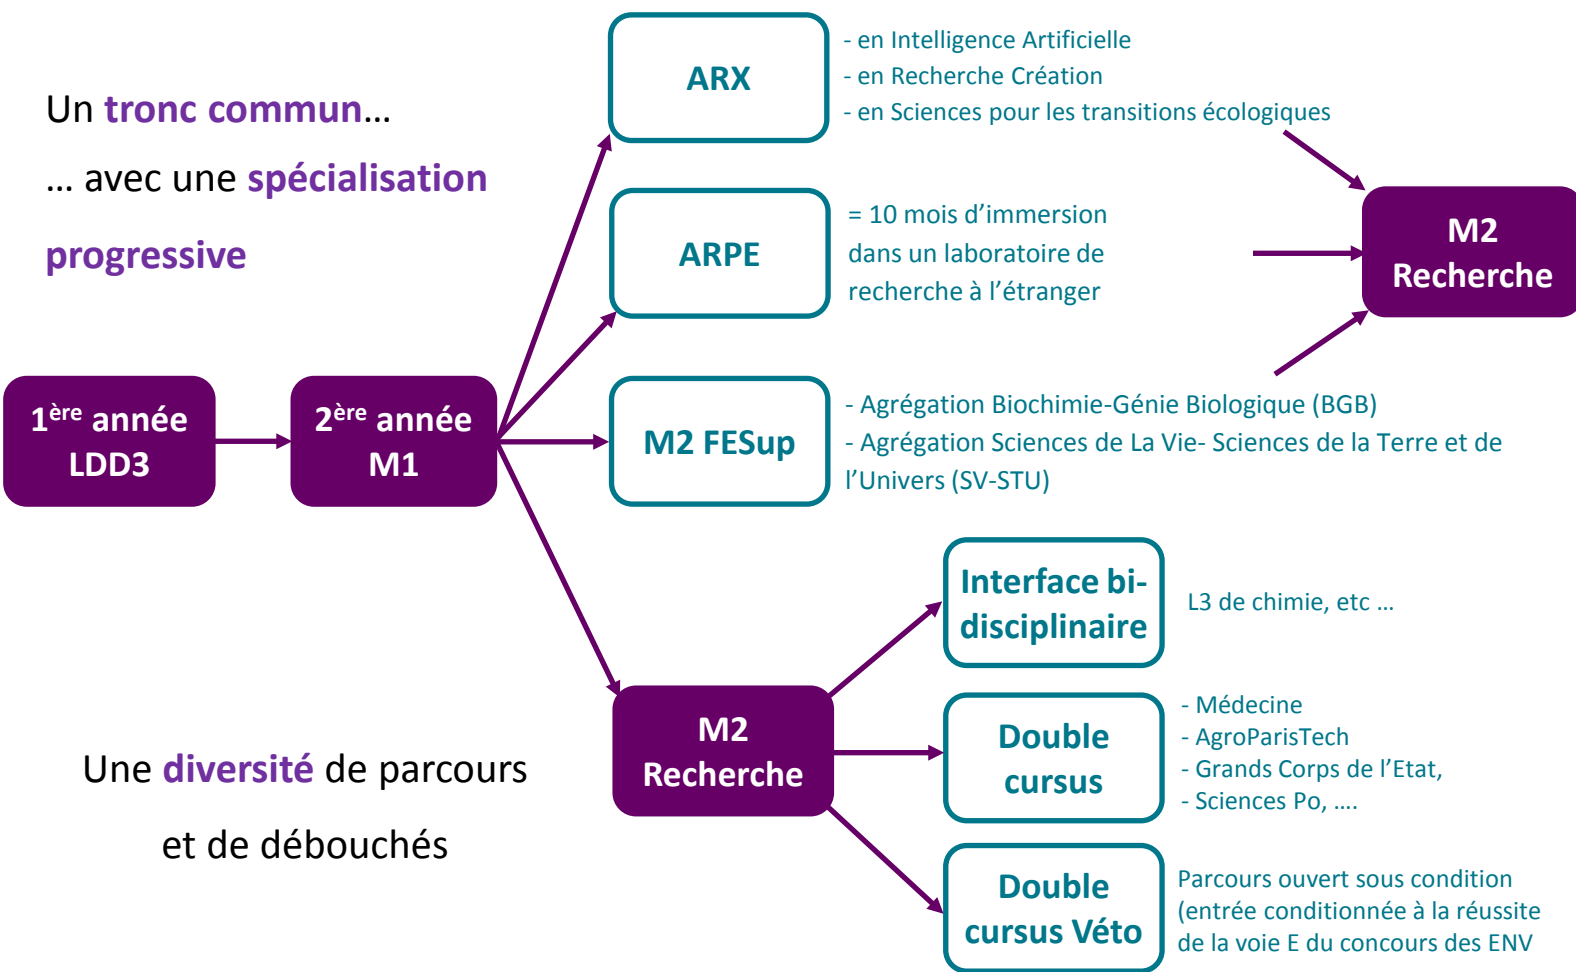 Un tronc commun…
… avec une spécialisation
progressive
ARX
- en Intelligence Artificielle
- en Recherche Création
- en Sciences pour les transitions écologiques
ARPE
= 10 mois d’immersion
dans un laboratoire de
recherche à l’étranger
M2
Recherche
1ère année
LDD3
2ère année
M1
M2 FESup
- Agrégation Biochimie-Génie Biologique (BGB)
- Agrégation Sciences de La Vie- Sciences de la Terre et de
l’Univers (SV-STU)
Interface bi-
disciplinaire
L3 de chimie, etc …
M2
Recherche
Double
cursus
- Médecine
- AgroParisTech
- Grands Corps de l’Etat,
- Sciences Po, ….
Une diversité de parcours
et de débouchés
Double
cursus Véto
Parcours ouvert sous condition
(entrée conditionnée à la réussite
de la voie E du concours des ENV